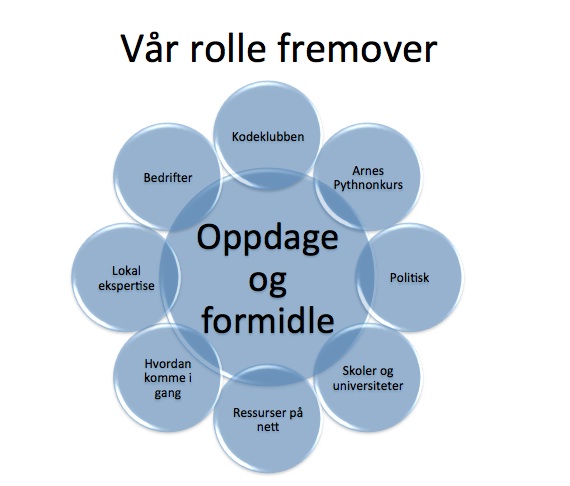 Vår rolle fremover
Kodeklubben
Arnes
Pythnonkurs
Politisk
Skoler og
universiteter
Ressurser på
nett
Hvordan
komme i
gang
Lokal
ekspertise
Bedrifter
Oppdage
og
formidle